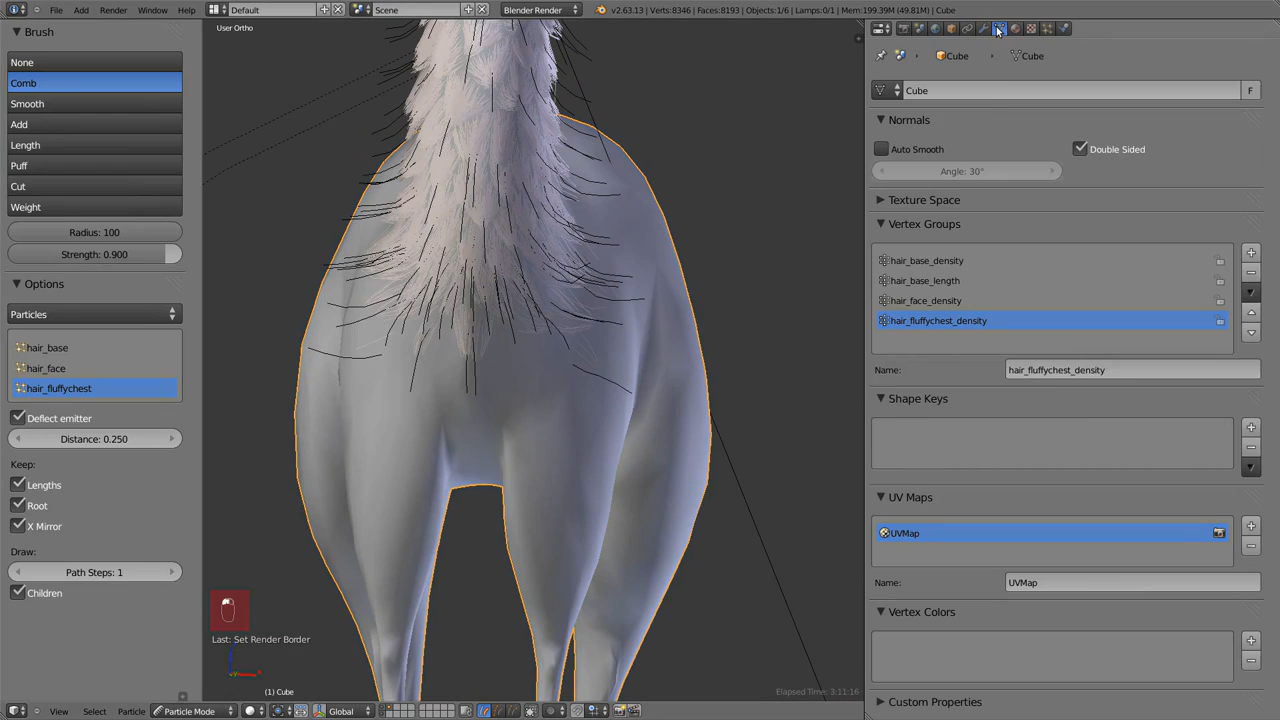 File Add Render Window Help
Default
Scene
Blender Render
v2.63.13 | Verts:8346 | Faces:8193 | Objects:1/6 | Lamps:0/1 | Mem:199.39M (49.81M) | Cube
Brush
None
Comb
Smooth
Add
Length
Puff
Cut
Weight
Radius: 100
Strength: 0.900
Options
Particles
hair_base
hair_face
hair_fluffychest
Deflect emitter
Distance: 0.250
Keep:
Lengths
Root
X Mirror
Draw:
Path Steps: 1
Children
User Ortho
Last: Set Render Border
(1) Cube
Elapsed Time: 3:11:16
View Select Particle Particle Mode Global
Cube Cube
Cube F
Normals
Auto Smooth Double Sided
Angle: 30°
Texture Space
Vertex Groups
hair_base_density
hair_base_length
hair_face_density
hair_fluffychest_density
Name: hair_fluffychest_density
Shape Keys
UV Maps
UVMap
Name: UVMap
Vertex Colors
Custom Properties